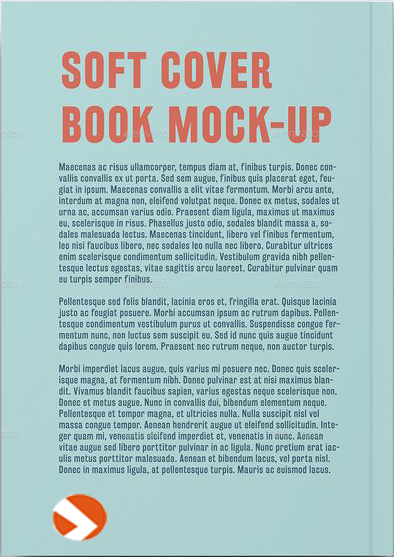 SOFT COVER
BOOK MOCK-UP
Maecenas ac risus ullamcorper, tempus diam at, finibus turpis. Donec con-
vallis convallis ex ut porta. Sed sem augue, finibus quis placerat eget, feu-
giat in ipsum. Maecenas convallis a elit vitae fermentum. Morbi arcu ante,
interdum at magna non, eleifend volutpat neque. Donec ex metus, sodales ut
urna ac, accumsan varius odio. Praesent diam ligula, maximus ut maximus
eu, scelerisque in risus. Phasellus justo odio, sodales blandit massa a, so-
dales malesuada lectus. Maecenas tincidunt, libero vel finibus fermentum,
leo nisi faucibus libero, nec sodales leo nulla nec libero. Curabitur ultrices
enim scelerisque condimentum sollicitudin. Vestibulum gravida nibh pellen-
tesque lectus egestas, vitae sagittis arcu laoreet. Curabitur pulvinar quam
eu turpis semper finibus.
Pellentesque sed felis blandit, lacinia eros et, fringilla erat. Quisque lacinia
justo ac feugiat posuere. Morbi accumsan ipsum ac rutrum dapibus. Pellen-
tesque condimentum vestibulum purus ut convallis. Suspendisse congue fer-
mentum nunc, non luctus sem suscipit eu. Sed id nunc quis augue tincidunt
dapibus congue quis lorem. Praesent nec rutrum neque, non auctor turpis.
Morbi imperdiet lacus augue, quis varius mi posuere nec. Donec quis sceler-
isque magna, at fermentum nibh. Donec pulvinar est at nisi maximus blan-
dit. Vivamus blandit faucibus sapien, varius egestas neque scelerisque non.
Donec et metus augue. Nunc in convallis dui, bibendum elementum neque.
Pellentesque et tempor magna, et ultricies nulla. Nulla suscipit nisl vel
massa congue tempor. Aenean hendrerit augue ut eleifend sollicitudin. Inte-
ger quam mi, venenatis eleifend imperdiet et, venenatis in nunc. Aenean
vitae augue sed libero porttitor pulvinar in ac ligula. Nunc pretium erat iac-
ulis metus porttitor malesuada. Aenean et bibendum lacus, vel porta nisl.
Donec in maximus ligula, at pellentesque turpis. Mauris ac euismod lacus.